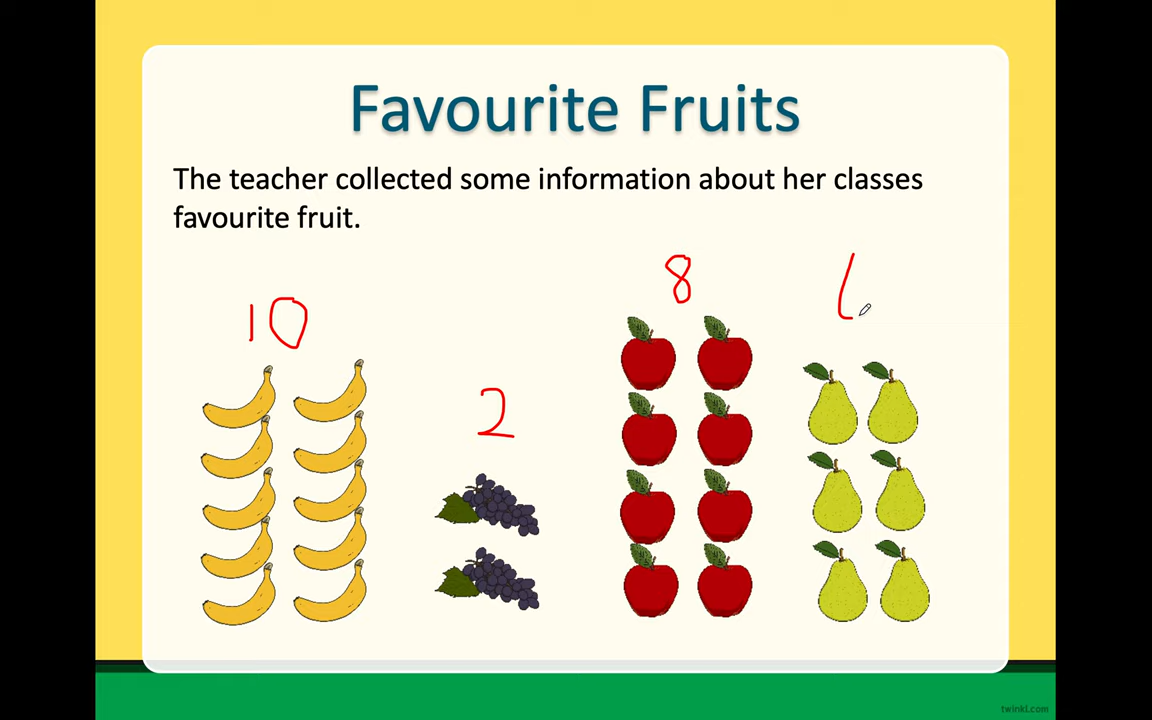 Favourite Fruits
The teacher collected some information about her classes
favourite fruit.
8
10
2
twinkl.com